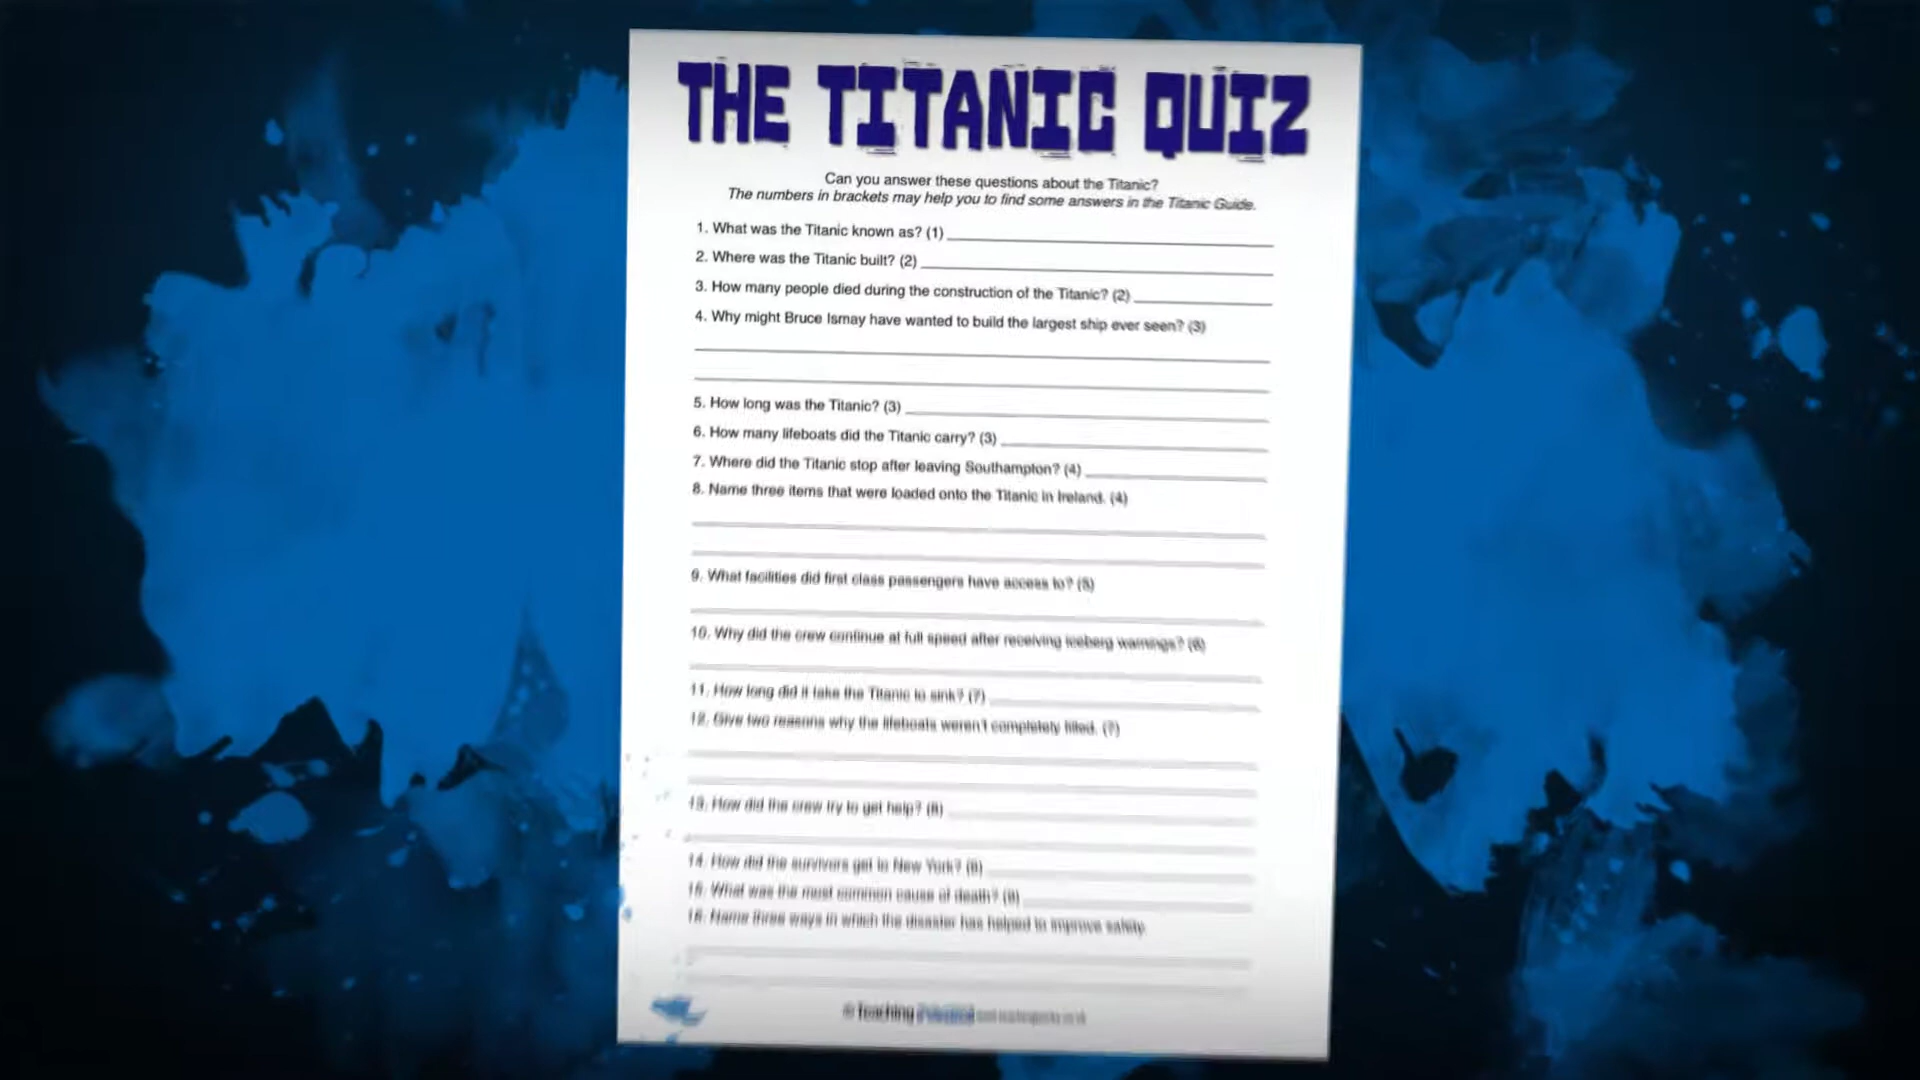 THE TITANIC QUIZ
Can you answer these questions about the Titanic?
The numbers in brackets may help you to find some answers in the Titanic Guide.
1. What was the Titanic known as? (1)
2. Where was the Titanic built? (2)
3. How many people died during the construction of the Titanic? (2)
4. Why might Bruce Ismay have wanted to build the largest ship ever seen? (3)
5. How long was the Titanic? (3)
6. How many lifeboats did the Titanic carry? (3)
7. Where did the Titanic stop after leaving Southampton? (4)
8. Name three items that were loaded onto the Titanic in Ireland. (4)
9. What facilities did first class passengers have access to? (5)
10. Why did the crew continue at full speed after receiving iceberg warnings? (6)
11. How long did it take the Titanic to sink? (7)
12. Give two reasons why the lifeboats weren't completely filled. (7)
13. How did the crew try to get help? (8)
14. How did the survivors get to New York?
15. What was the most common cause of death?
16. Name three ways in which the disaster has helped to improve safety.
© Teaching